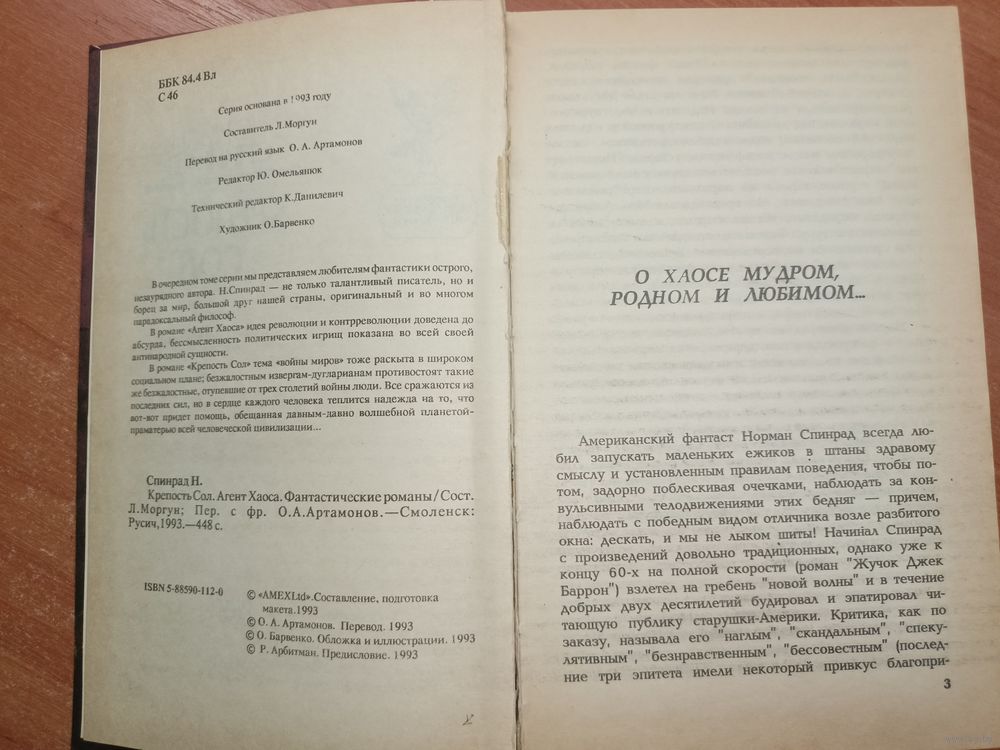 ББК 84.4 Вл
С 46
Серия основана в 1993 году
Составитель Л.Моргун
Перевод на русский язык О. А. Артамонов
Редактор Ю. Омельянюк
Технический редактор К.Данилевич
Художник О.Барвенко
В очередном томе серии мы представляем любителям фантастики острого,
незаурядного автора. Н.Спинрад — не только талантливый писатель, но и
борец за мир, большой друг нашей страны, оригинальный и во многом
парадоксальный философ.
В романе «Агент Хаоса» идея революции и контрреволюции доведена до
абсурда, бессмысленность политических игрищ показана во всей своей
антинародной сущности.
В романе «Крепость Сол» тема «войны миров» тоже раскыта в широком
социальном плане; безжалостным извергам-дугларианам противостоят такие
же безжалостные, отупевшие от трех столетий войны люди. Все сражаются из
последних сил, но в сердце каждого человека теплится надежда на то, что
вот-вот придет помощь, обещанная давным-давно волшебной планетой-
праматерью всей человеческой цивилизации...
Спинрад Н.
Крепость Сол. Агент Хаоса. Фантастические романы/Сост.
Л.Моргун; Пер. с фр. О.А.Артамонов.—Смоленск:
Русич,1993.—448 с.
ISBN 5-88590-112-0
© «AMEXLtd».Составление, подготовка
макета.1993
© О. А. Артамонов. Перевод. 1993
© О. Барвенко. Обложка и иллюстрации. 1993
© Р. Арбитман. Предисловие. 1993
О ХАОСЕ МУДРОМ,
РОДНОМ И ЛЮБИМОМ...
Американский фантаст Норман Спинрад всегда лю-
бил запускать маленьких ежиков в штаны здравому
смыслу и установленным правилам поведения, чтобы по-
том, задорно поблескивая очечками, наблюдать за кон-
вульсивными телодвижениями этих бедняг — причем,
наблюдать с победным видом отличника возле разбитого
окна: дескать, и мы не лыком шиты! Начинал Спинрад
с произведений довольно традиционных, однако уже к
концу 60-х на полной скорости (роман "Жучок Джек
Баррон") взлетел на гребень "новой волны" и в течение
добрых двух десятилетий будировал и эпатировал чи-
тающую публику старушки-Америки. Критика, как по
заказу, называла его "наглым", "скандальным", "спеку-
лятивным", "безнравственным", "бессовестным" (послед-
ние три эпитета имели некоторый привкус благопри-
3